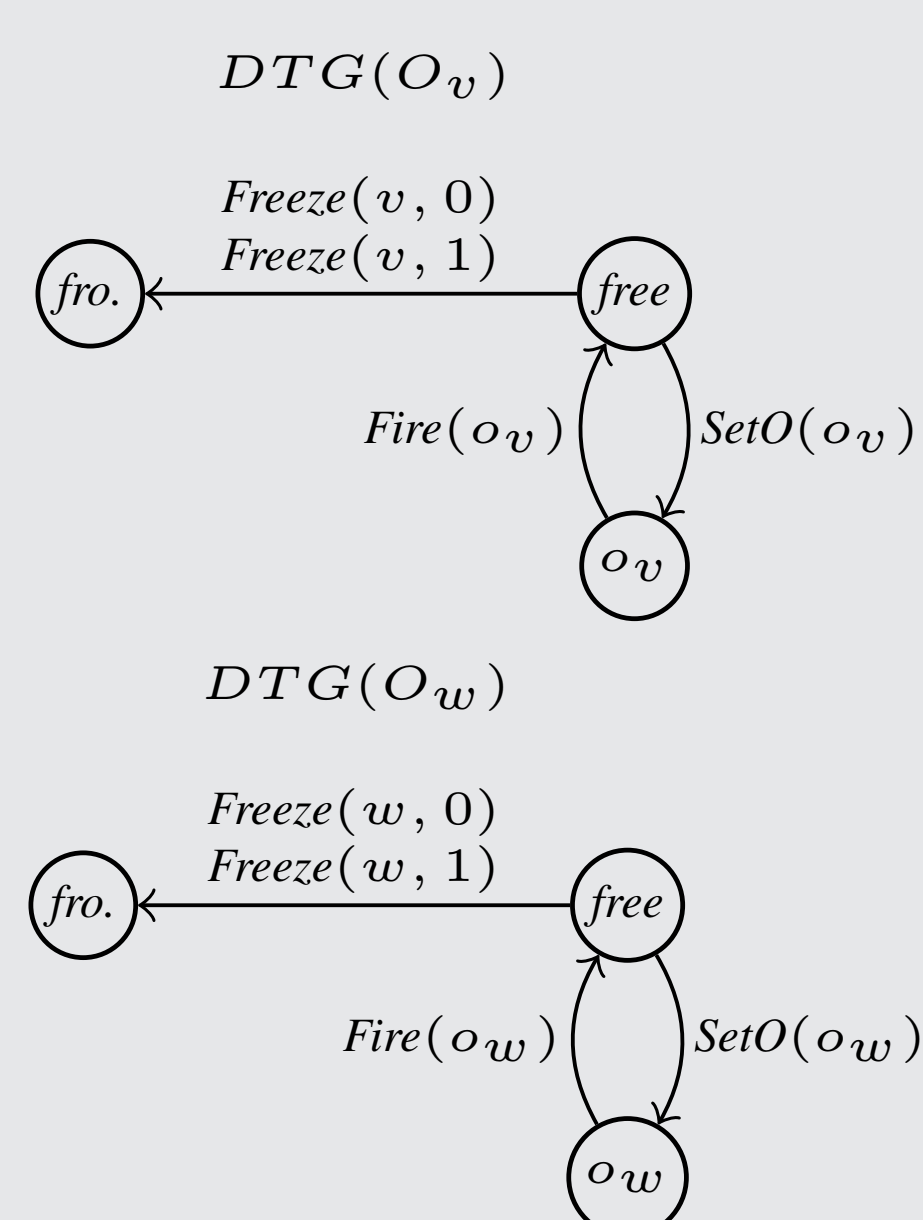 DTG(O_v)
Freeze(v, 0)
Freeze(v, 1)
fro.
free
Fire(o_v)
SetO(o_v)
o_v
DTG(O_w)
Freeze(w, 0)
Freeze(w, 1)
fro.
free
Fire(o_w)
SetO(o_w)
o_w